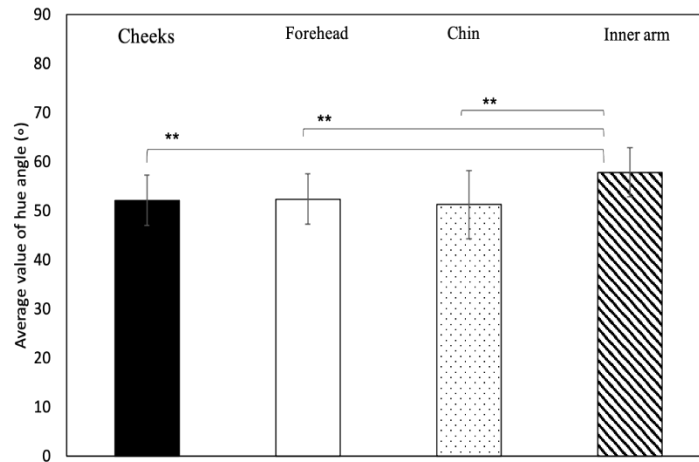 90
80
70
60
50
40
30
20
10
0
Average value of hue angle (∘)
Cheeks
Forehead
Chin
Inner arm
**
**
**